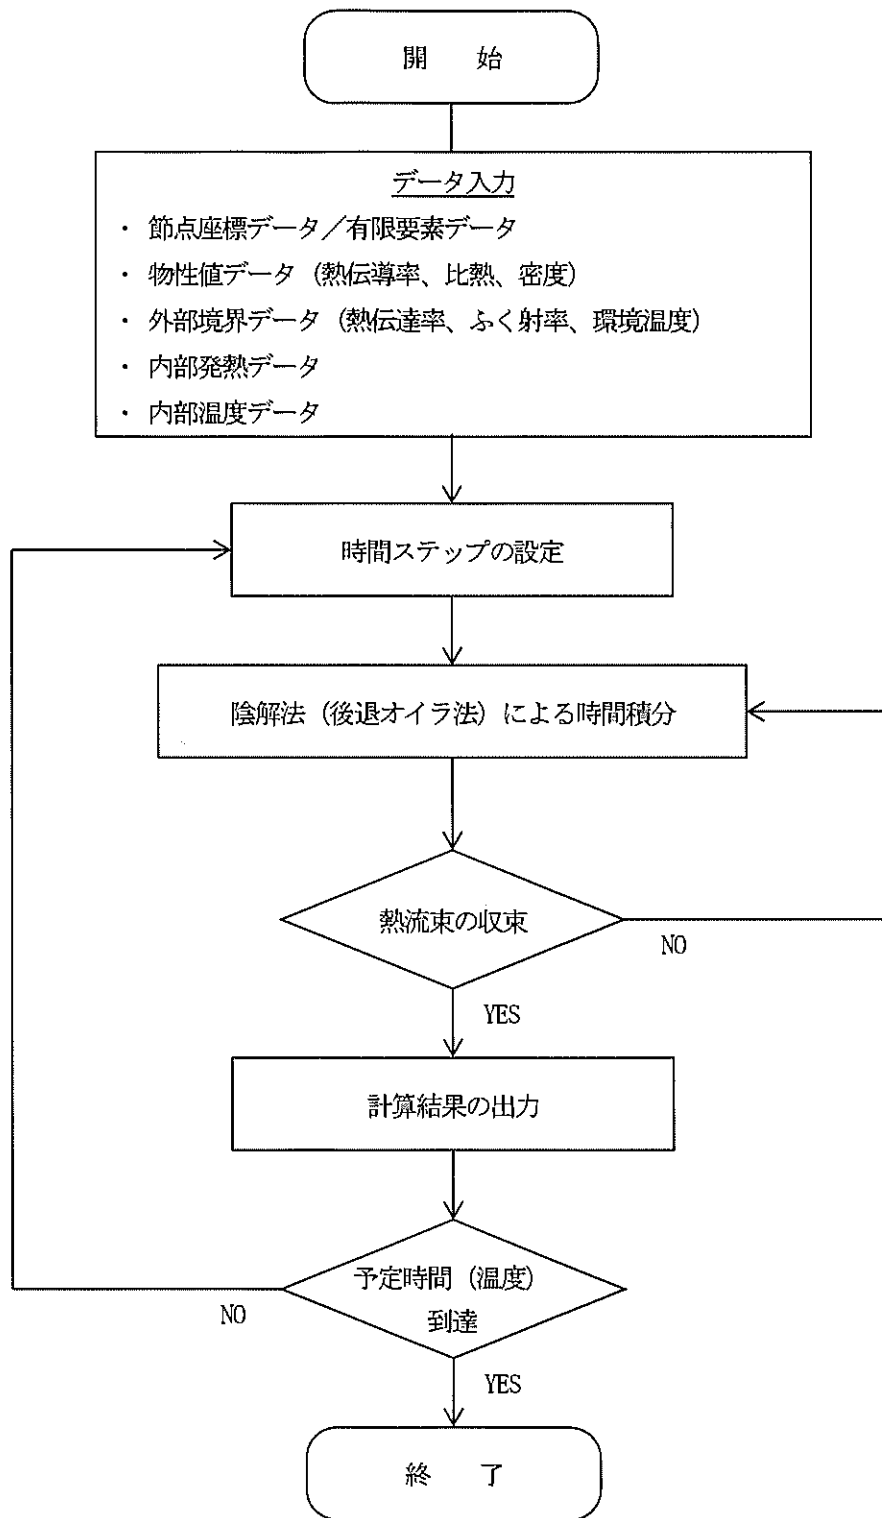 開　始
データ入力
・ 節点座標データ／有限要素データ
・ 物性値データ（熱伝導率、比熱、密度）
・ 外部境界データ（熱伝達率、ふく射率、環境温度）
・ 内部発熱データ
・ 内部温度データ
時間ステップの設定
陰解法（後退オイラ法）による時間積分
熱流束の収束
NO
YES
計算結果の出力
予定時間（温度）
到達
NO
YES
終　了